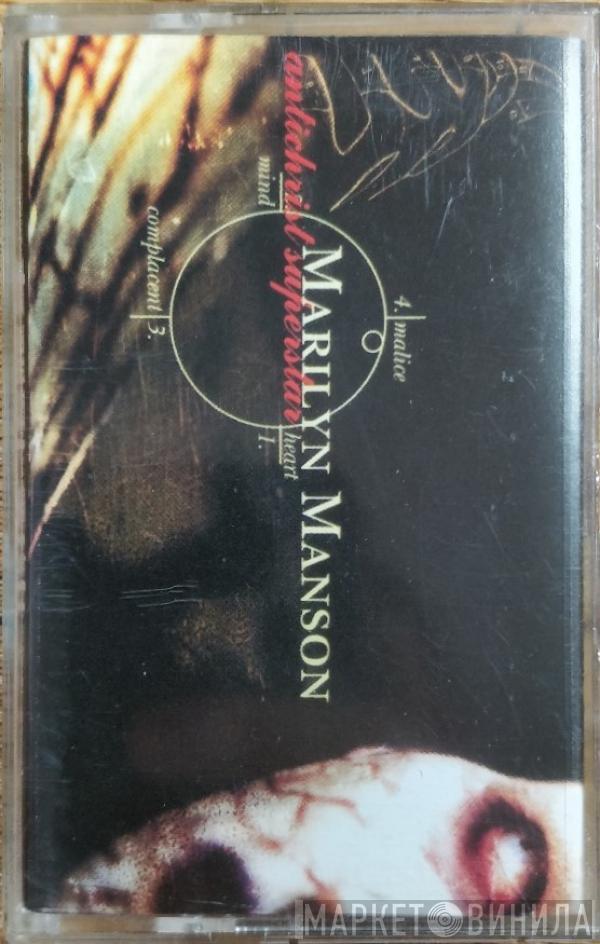 antichrist superstar
MARILYN MANSON
mind
complacent 3.
4. malice
heart
1.
МАРКЕТ ВИНИЛА